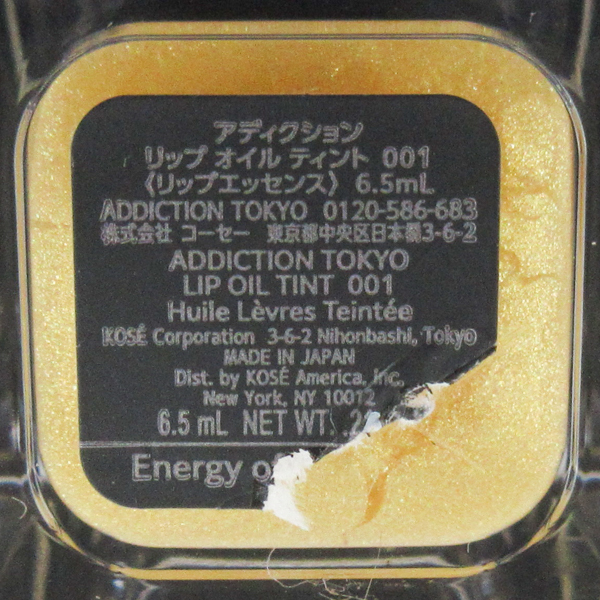 アディクション
リップ オイル ティント 001
〈リップエッセンス〉 6.5mL
ADDICTION TOKYO 0120-586-683
株式会社 コーセー 東京都中央区日本橋3-6-2
ADDICTION TOKYO
LIP OIL TINT 001
Huile Lèvres Teintée
KOSÉ Corporation 3-6-2 Nihonbashi, Tokyo
MADE IN JAPAN
Dist. by KOSÉ America, Inc,
New York, NY 10012
6.5 mL NET WT.
Energy of